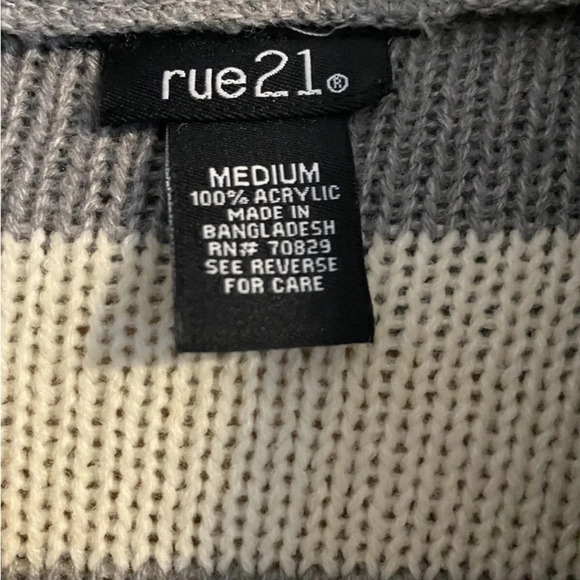 rue21®
MEDIUM
100% ACRYLIC
MADE IN
BANGLADESH
RN# 70829
SEE REVERSE
FOR CARE